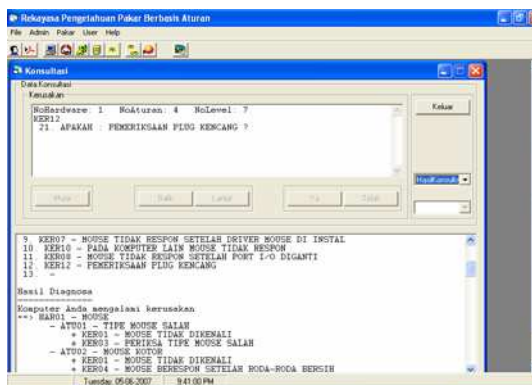 Rekayasa Pengetahuan Pakar Berbasis Aturan
File Admin Pakar User Help
Konsultasi
Data Konsultasi
Kerusakan
NoHardware: 1 NoAturan: 4 NoLevel: 7
KER12
21. APAKAH : PEMERIKSAAN PLUG KENCANG ?
Keluar
HasilKonsulta
Mulai Balik Lanjut Ya Tidak
9. KER07 - MOUSE TIDAK RESPON SETELAH DRIVER MOUSE DI INSTAL
10. KER10 - PADA KOMPUTER LAIN MOUSE TIDAK RESPON
11. KER08 - MOUSE TIDAK RESPON SETELAH PORT I/O DIGANTI
12. KER12 - PEMERIKSAAN PLUG KENCANG
13. -
Hasil Diagnosa
==============
Komputer Anda mengalami kerusakan
==> HAR01 - MOUSE
- ATU01 - TIPE MOUSE SALAH
+ KER01 - MOUSE TIDAK DIKENALI
+ KER03 - PERIKSA TIPE MOUSE SALAH
- ATU02 - MOUSE KOTOR
+ KER01 - MOUSE TIDAK DIKENALI
+ KER04 - MOUSE BERESPON SETELAH RODA-RODA BERSIH
Tuesday 05-06-2007 9:41:00 PM